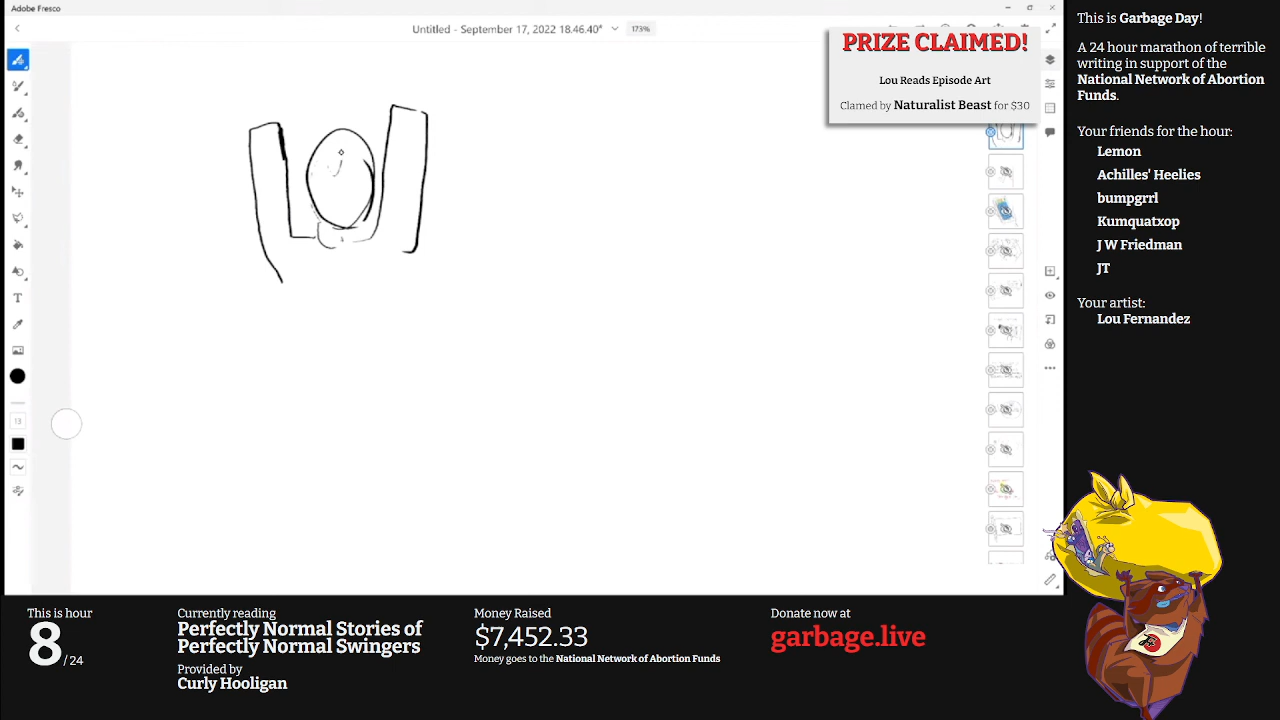 Adobe Fresco
Untitled - September 17, 2022 18.46.40*
173%
PRIZE CLAIMED!
Lou Reads Episode Art
Clamed by Naturalist Beast for $30
13
This is Garbage Day!
A 24 hour marathon of terrible
writing in support of the
National Network of Abortion
Funds.
Your friends for the hour:
Lemon
Achilles' Heelies
bumpgrrl
Kumquatxop
J W Friedman
JT
Your artist:
Lou Fernandez
This is hour
8/24
Currently reading
Perfectly Normal Stories of
Perfectly Normal Swingers
Provided by
Curly Hooligan
Money Raised
$7,452.33
Money goes to the National Network of Abortion Funds
Donate now at
garbage.live